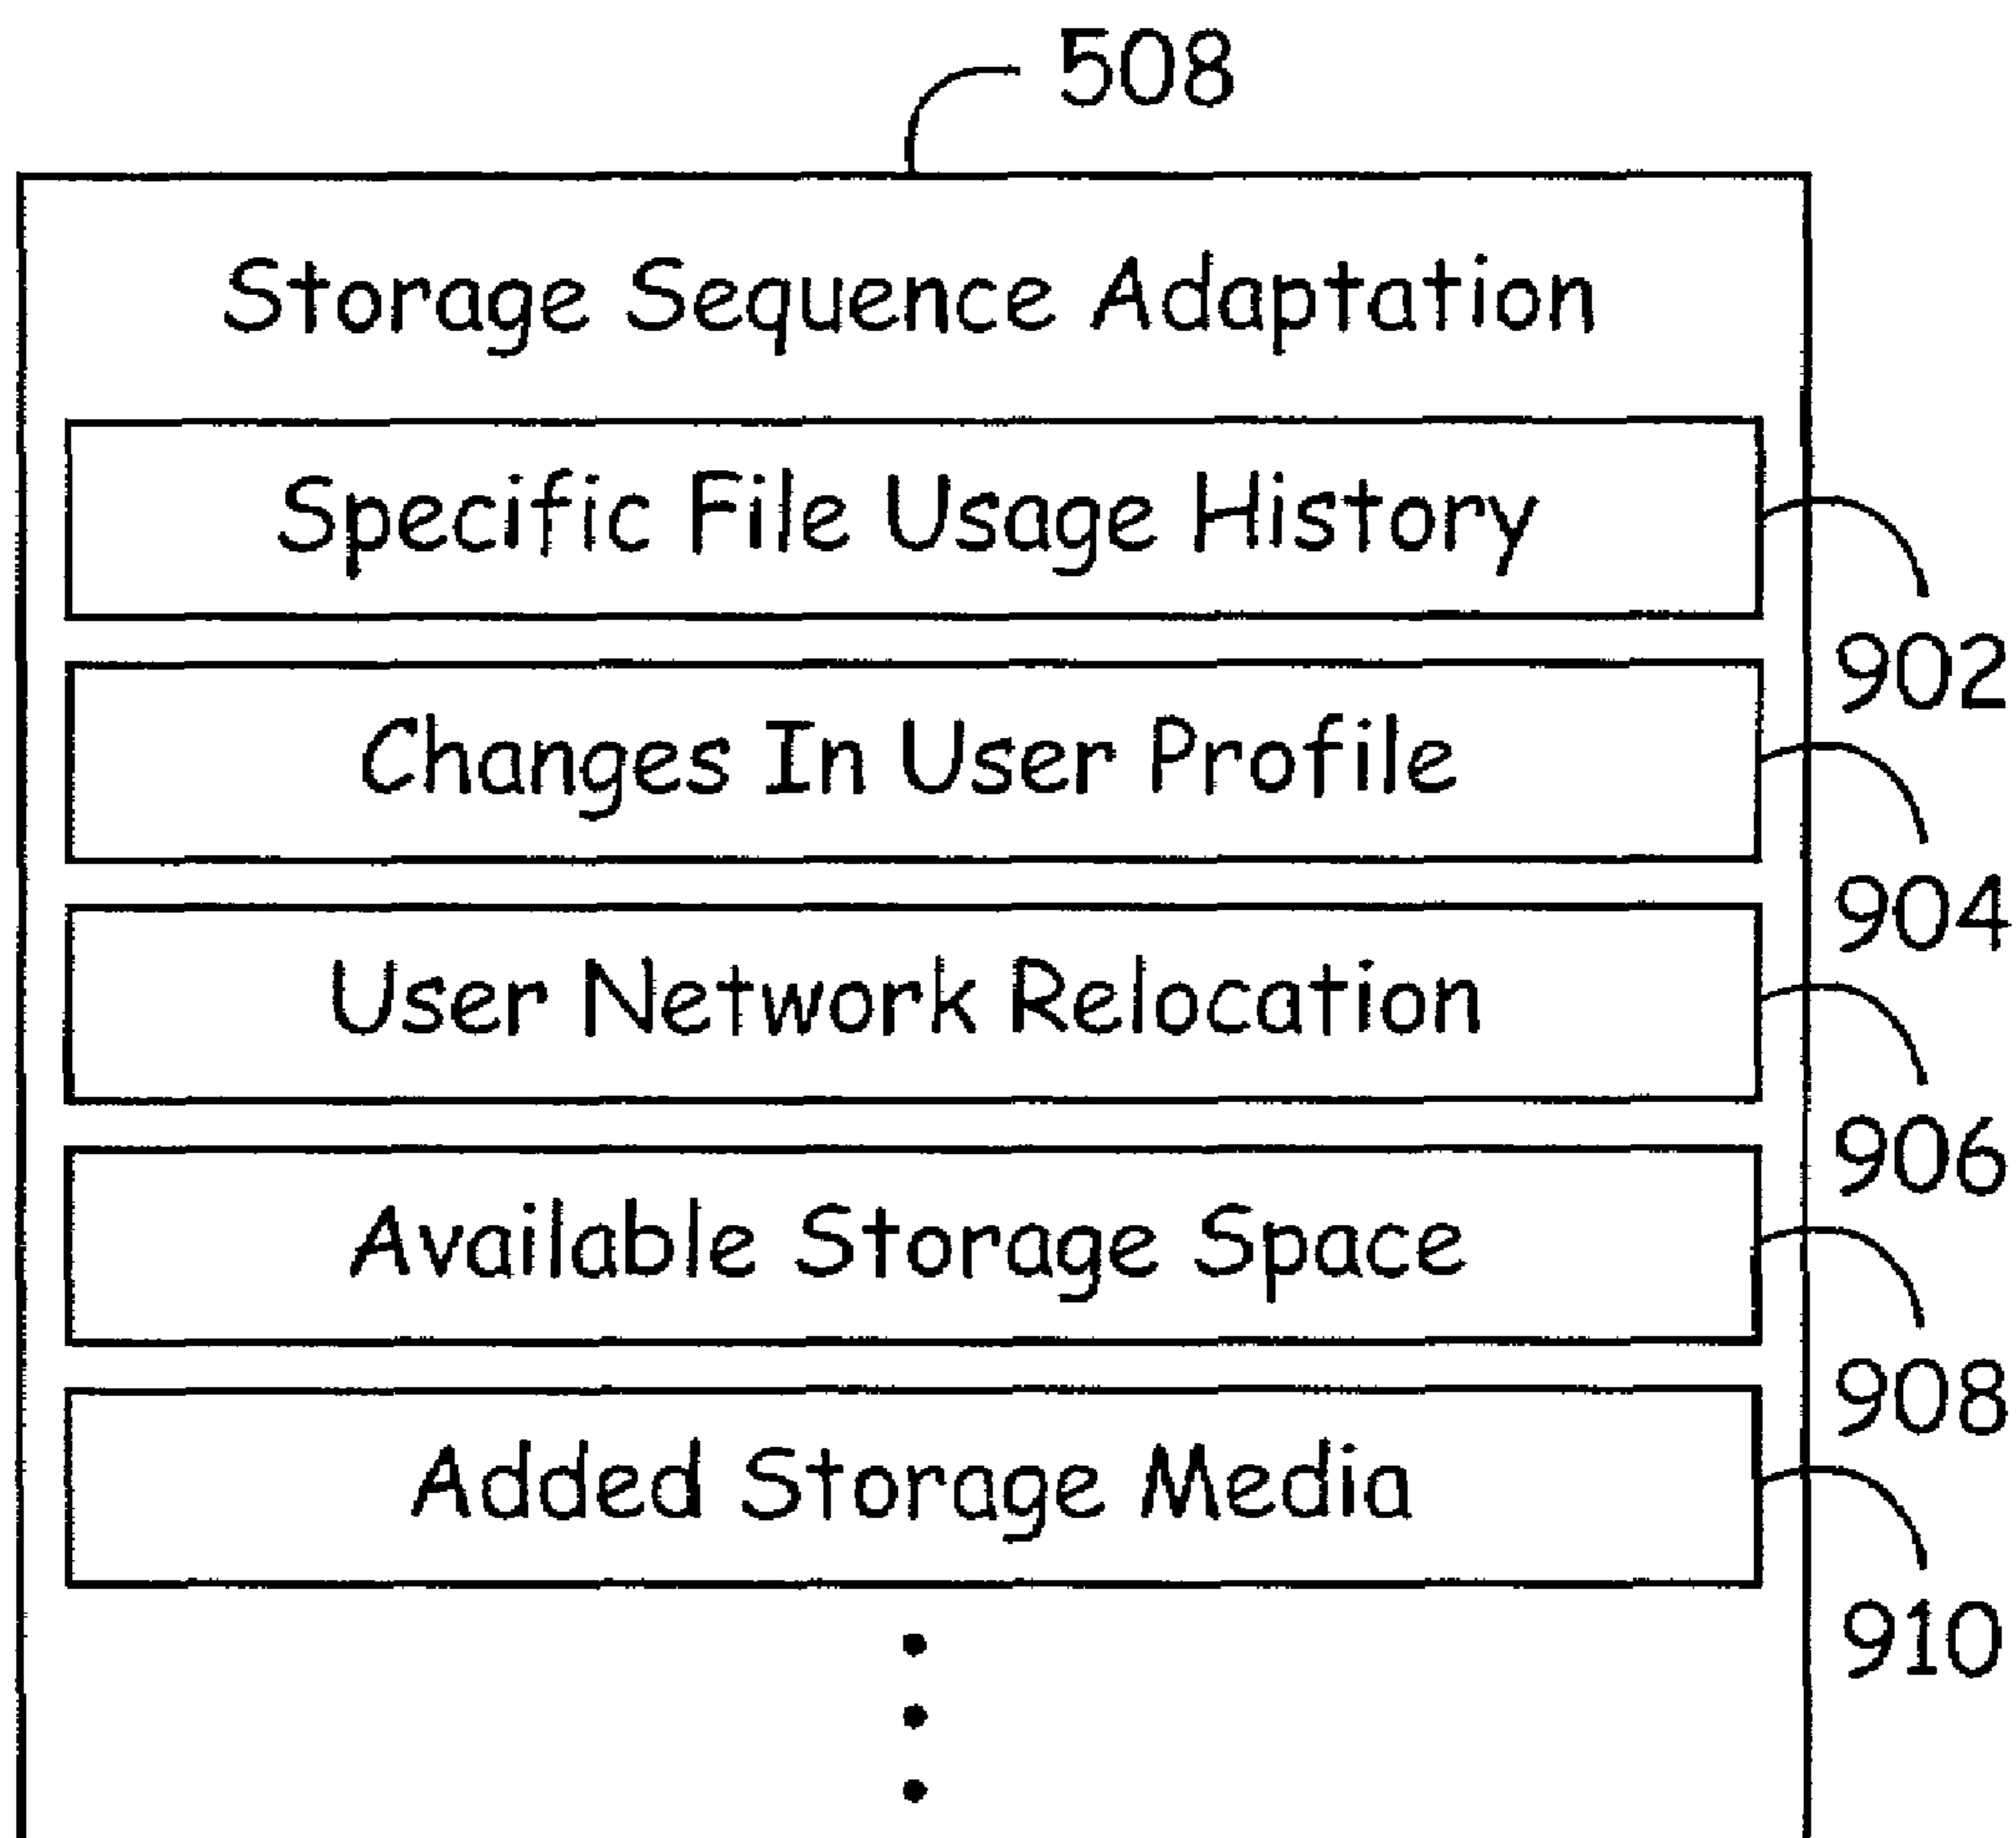 508
Storage Sequence Adaptation
Specific File Usage History
902
Changes In User Profile
904
User Network Relocation
906
Available Storage Space
908
Added Storage Media
910